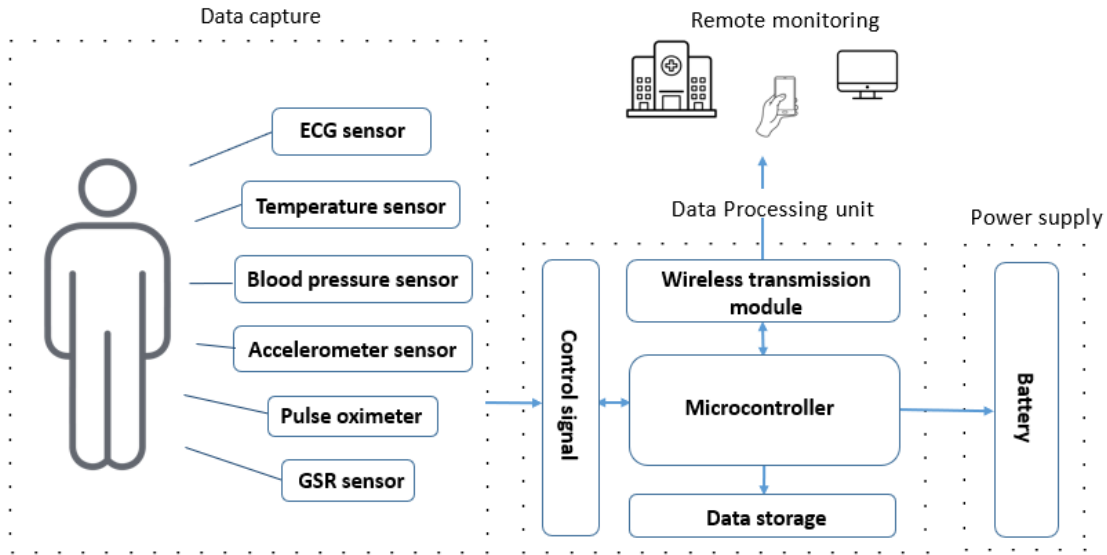 Data capture
ECG sensor
Temperature sensor
Blood pressure sensor
Accelerometer sensor
Pulse oximeter
GSR sensor
Remote monitoring
Data Processing unit
Control signal
Wireless transmission
module
Microcontroller
Data storage
Power supply
Battery